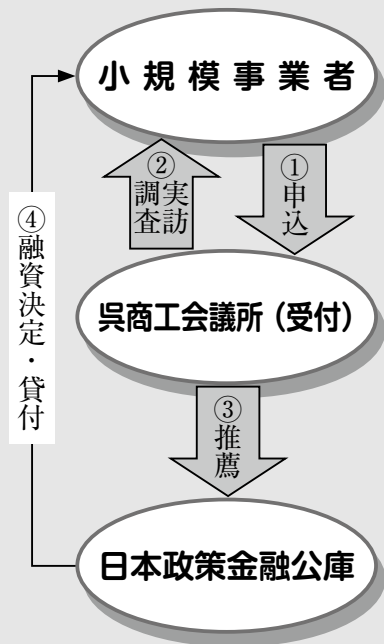 小規模事業者
①申込
②実訪
調査
呉商工会議所（受付）
③推薦
④融資決定・貸付
日本政策金融公庫